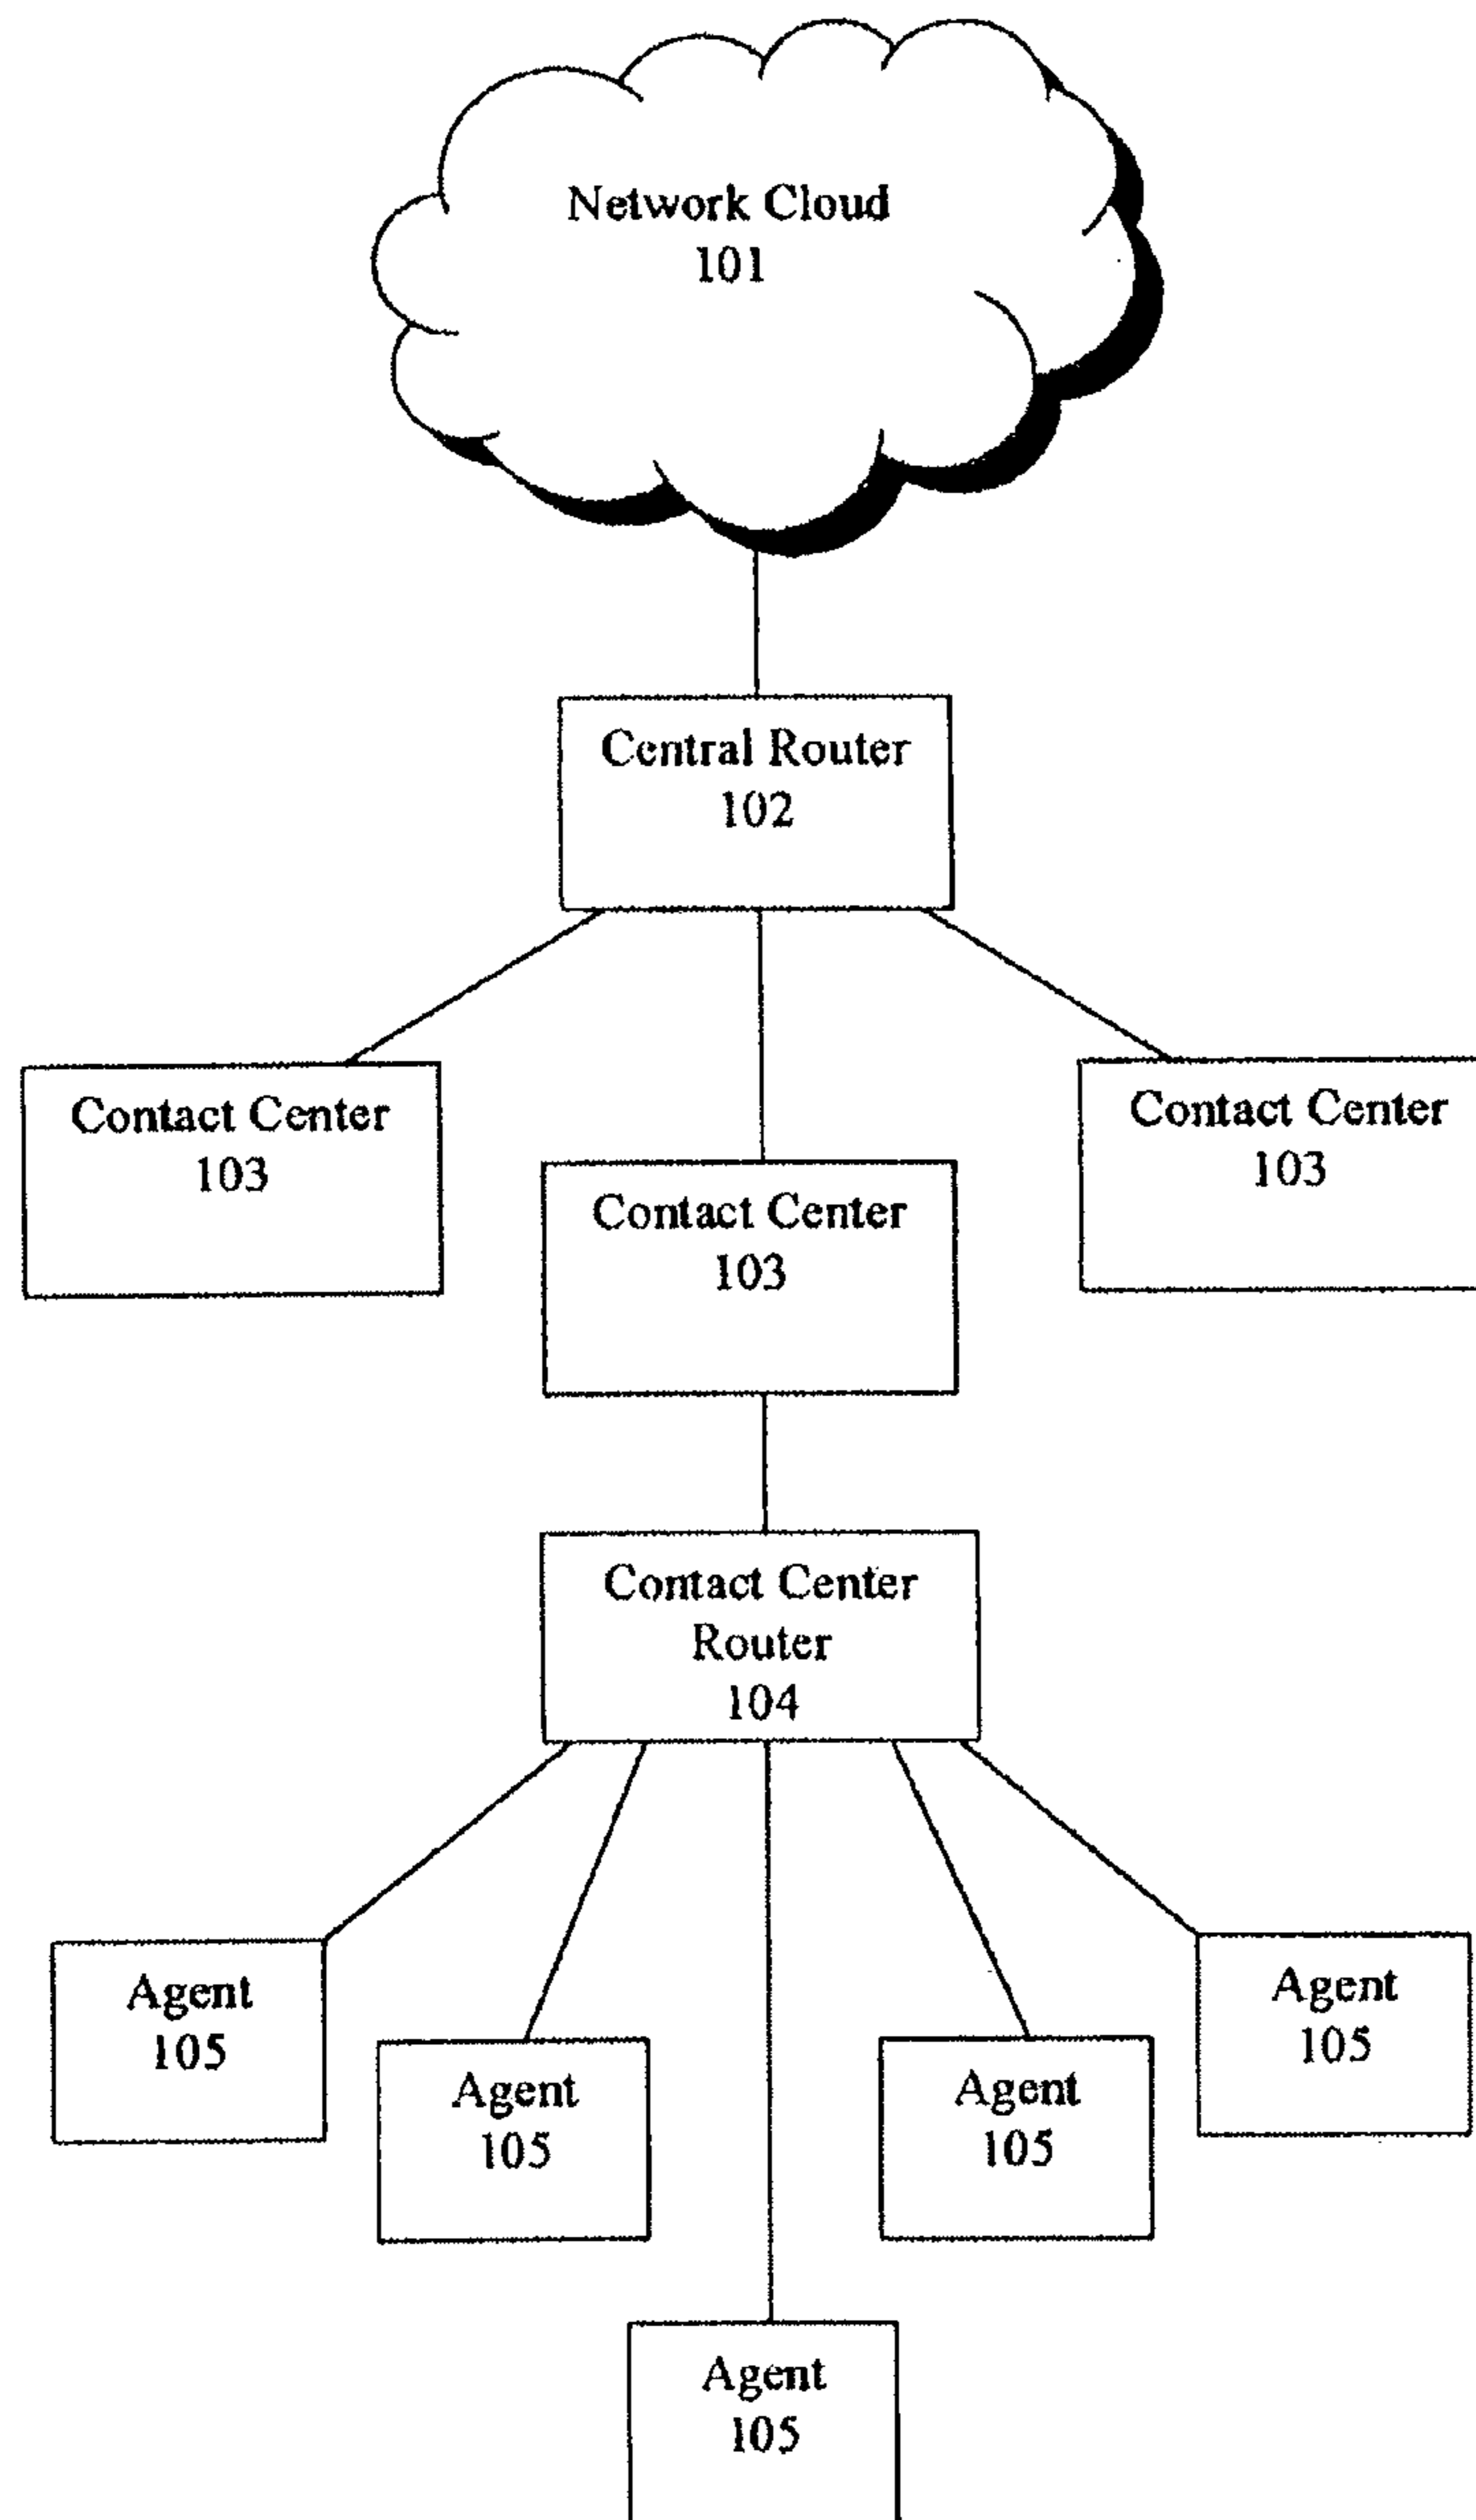 Network Cloud
101
Central Router
102
Contact Center
103
Contact Center
103
Contact Center
103
Contact Center
Router
104
Agent
105
Agent
105
Agent
105
Agent
105
Agent
105